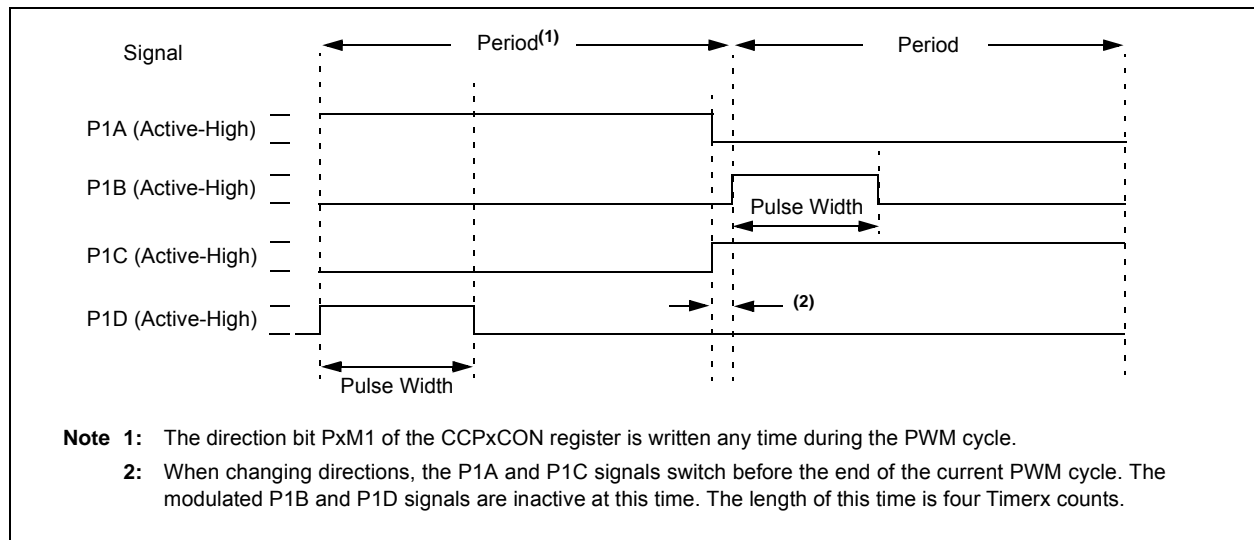 Signal
Period(1)
Period
P1A (Active-High)
P1B (Active-High)
Pulse Width
P1C (Active-High)
(2)
P1D (Active-High)
Pulse Width
Note 1: The direction bit PxM1 of the CCPxCON register is written any time during the PWM cycle.
2: When changing directions, the P1A and P1C signals switch before the end of the current PWM cycle. The
modulated P1B and P1D signals are inactive at this time. The length of this time is four Timerx counts.